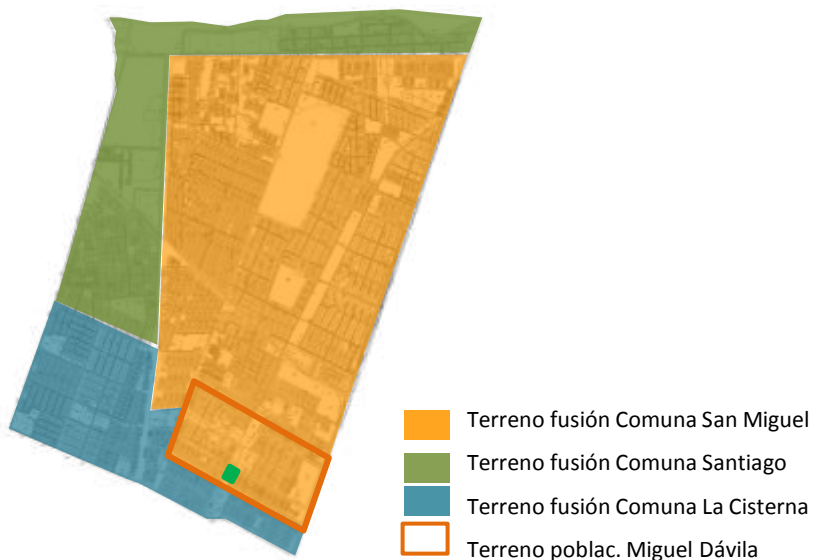 Terreno fusión Comuna San Miguel
Terreno fusión Comuna Santiago
Terreno fusión Comuna La Cisterna
Terreno poblac. Miguel Dávila